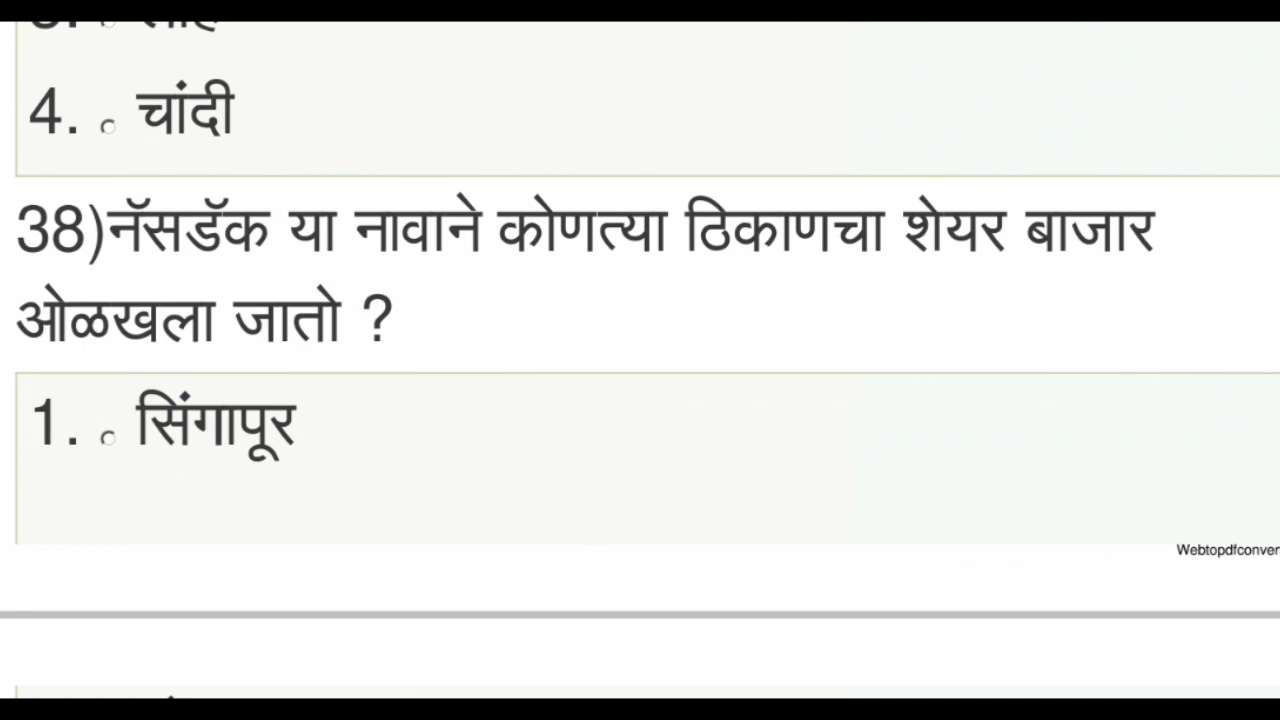 4. चांदी
38)नॅसडॅक या नावाने कोणत्या ठिकाणचा शेयर बाजार
ओळखला जातो ?
1. सिंगापूर
Webtopdfconver